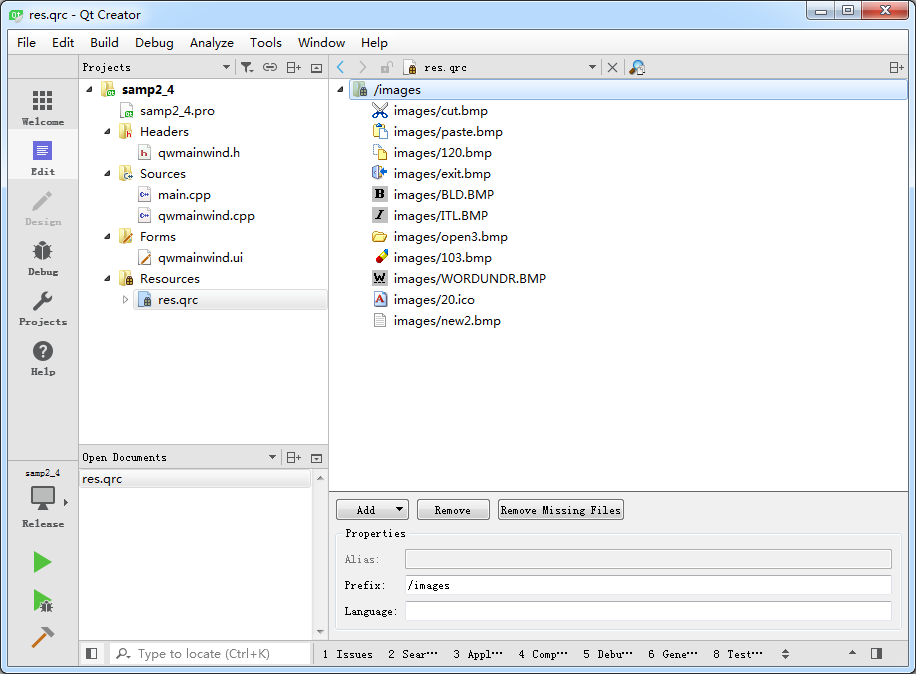 res.qrc - Qt Creator
File Edit Build Debug Analyze Tools Window Help
Projects
res.qrc
Welcome
Edit
Design
Debug
Projects
Help
samp2_4
samp2_4.pro
Headers
qwmainwind.h
Sources
main.cpp
qwmainwind.cpp
Forms
qwmainwind.ui
Resources
res.qrc
/images
images/cut.bmp
images/paste.bmp
images/120.bmp
images/exit.bmp
images/BLD.BMP
images/ITL.BMP
images/open3.bmp
images/103.bmp
images/WORDUNDR.BMP
images/20.ico
images/new2.bmp
Open Documents
res.qrc
samp2_4
Release
Add Remove Remove Missing Files
Properties
Alias:
Prefix: /images
Language:
Type to locate (Ctrl+K)
1 Issues 2 Sear··· 3 Appl··· 4 Comp··· 5 Debu··· 6 Gene··· 8 Test···